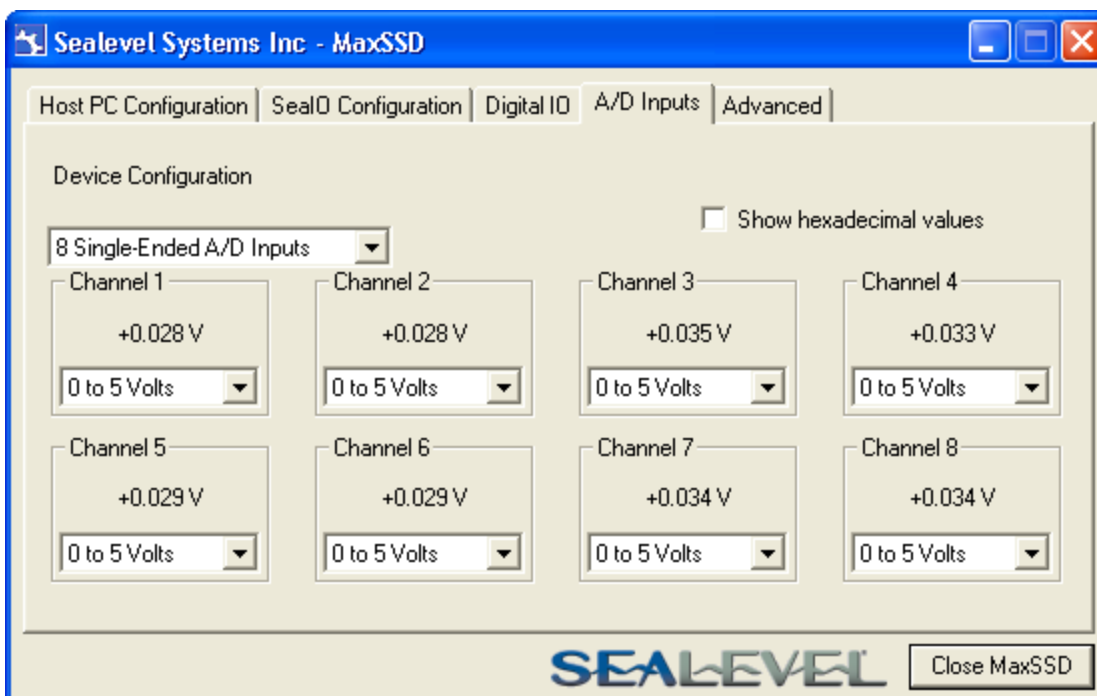 Sealevel Systems Inc - MaxSSD
Host PC Configuration SeaIO Configuration Digital IO A/D Inputs Advanced
Device Configuration
Show hexadecimal values
8 Single-Ended A/D Inputs
Channel 1 Channel 2 Channel 3 Channel 4
+0.028 V +0.028 V +0.035 V +0.033 V
0 to 5 Volts 0 to 5 Volts 0 to 5 Volts 0 to 5 Volts
Channel 5 Channel 6 Channel 7 Channel 8
+0.029 V +0.029 V +0.034 V +0.034 V
0 to 5 Volts 0 to 5 Volts 0 to 5 Volts 0 to 5 Volts
SEALEVEL Close MaxSSD